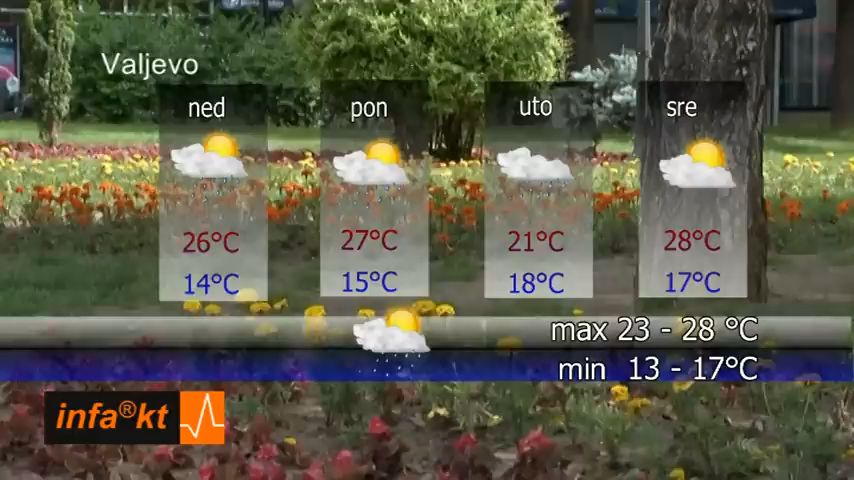 Valjevo
ned pon uto sre
26°C 27°C 21°C 28°C
14°C 15°C 18°C 17°C
max 23 - 28 °C
min 13 - 17°C
infa®kt